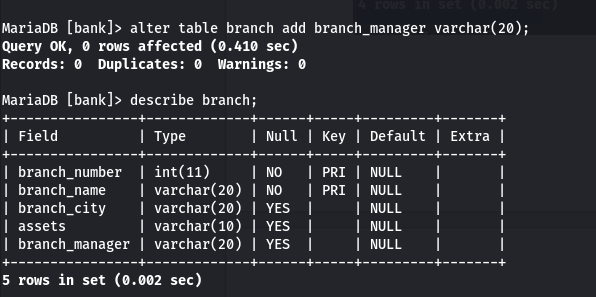 4 rows in set (0.002 sec)
MariaDB [bank]> alter table branch add branch_manager varchar(20);
Query OK, 0 rows affected (0.410 sec)
Records: 0  Duplicates: 0  Warnings: 0

MariaDB [bank]> describe branch;
+----------------+-------------+------+-----+---------+-------+
| Field          | Type        | Null | Key | Default | Extra |
+----------------+-------------+------+-----+---------+-------+
| branch_number  | int(11)     | NO   | PRI | NULL    |       |
| branch_name    | varchar(20) | NO   | PRI | NULL    |       |
| branch_city    | varchar(20) | YES  |     | NULL    |       |
| assets         | varchar(10) | YES  |     | NULL    |       |
| branch_manager | varchar(20) | YES  |     | NULL    |       |
+----------------+-------------+------+-----+---------+-------+
5 rows in set (0.002 sec)